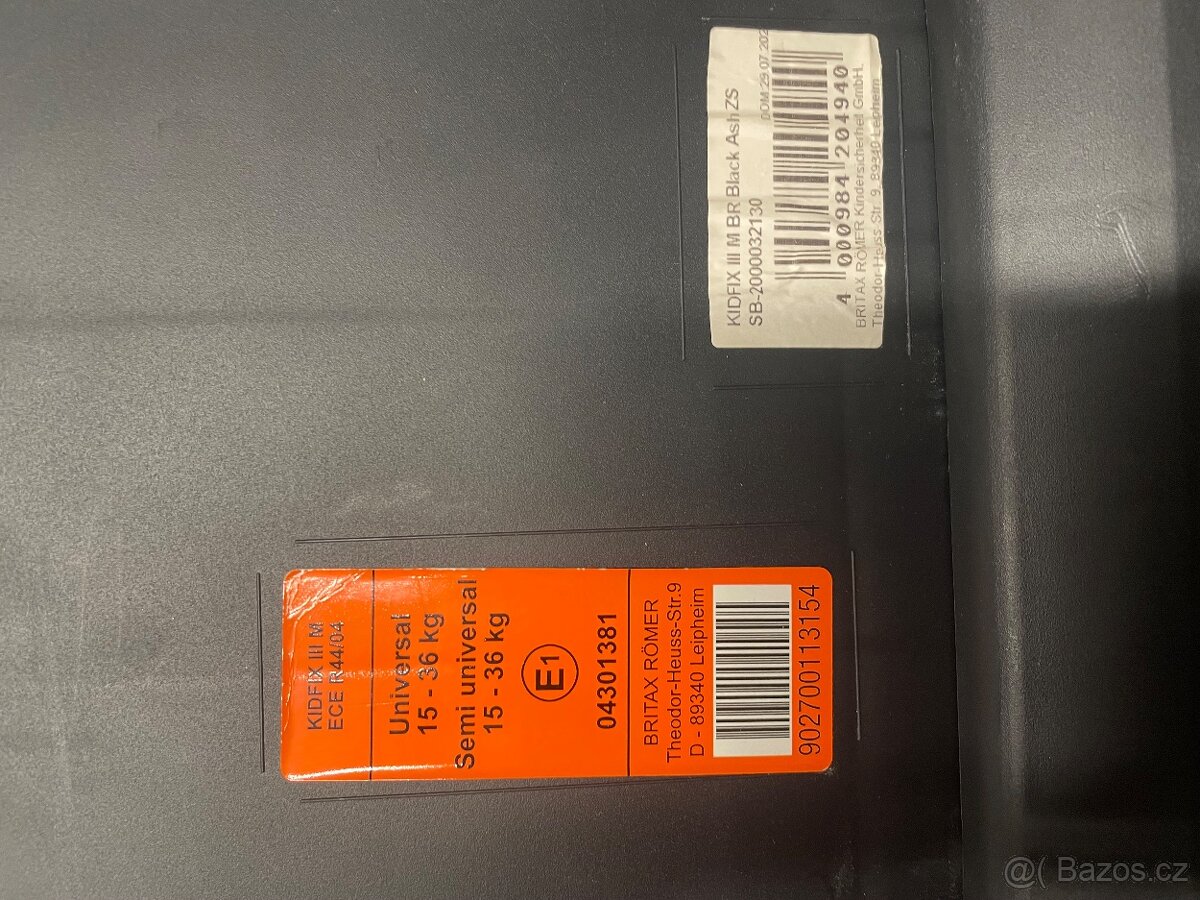 KIDFIX III M
ECE R44/04
Universal
15 - 36 kg
Semi universal
15 - 36 kg
E1
04301381
BRITAX RÖMER
Theodor-Heuss-Str.9
D - 89340 Leipheim
9027001113154
KIDFIX III M BR Black Ash ZS
SB-2000032130
DOM:29.07.202
4 000984 204940
BRITAX RÖMER Kindersicherheit GmbH.
Theodor-Heuss Str. 9. 89340 Leipheim
@( Bazos.cz